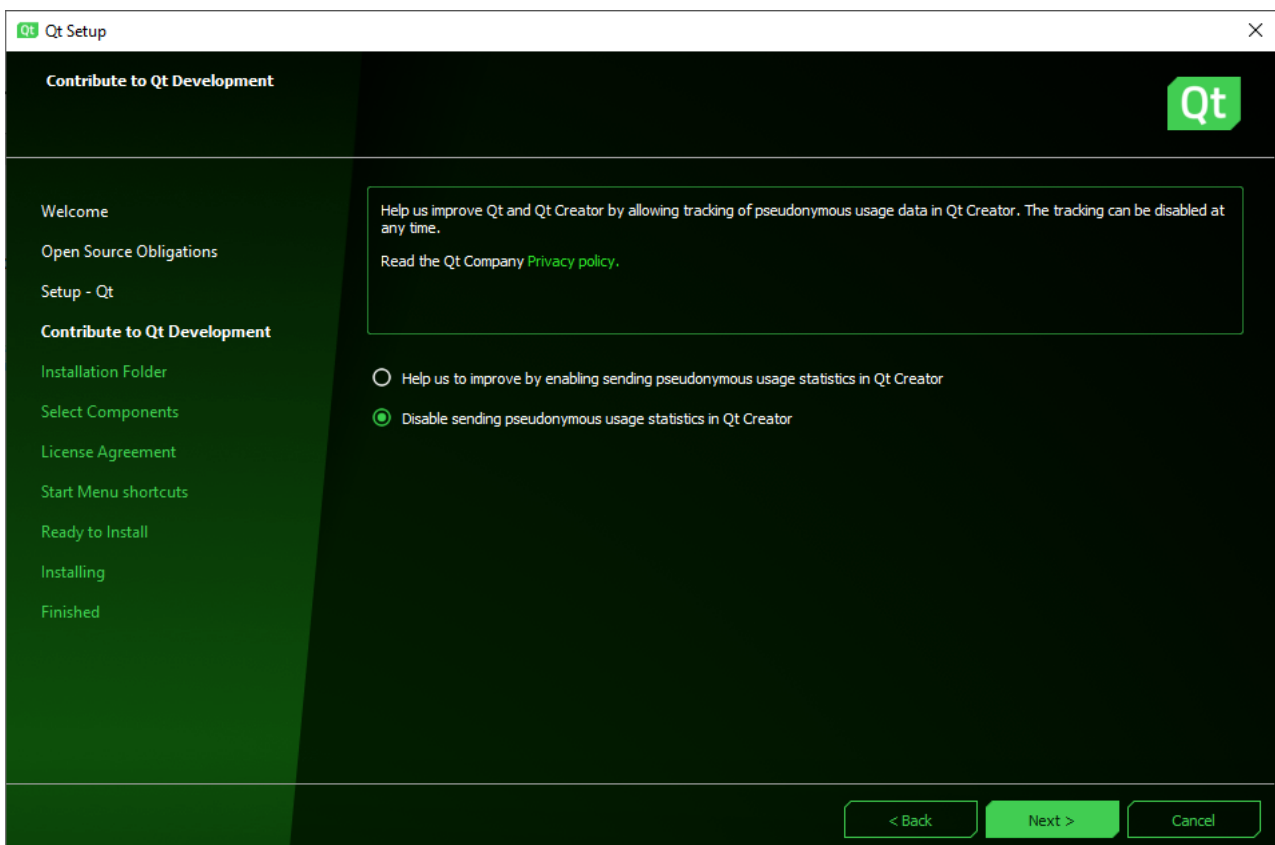 Qt Qt Setup
Contribute to Qt Development
Qt
Welcome
Open Source Obligations
Setup - Qt
Contribute to Qt Development
Installation Folder
Select Components
License Agreement
Start Menu shortcuts
Ready to Install
Installing
Finished
Help us improve Qt and Qt Creator by allowing tracking of pseudonymous usage data in Qt Creator. The tracking can be disabled at
any time.
Read the Qt Company Privacy policy.
Help us to improve by enabling sending pseudonymous usage statistics in Qt Creator
Disable sending pseudonymous usage statistics in Qt Creator
< Back
Next >
Cancel